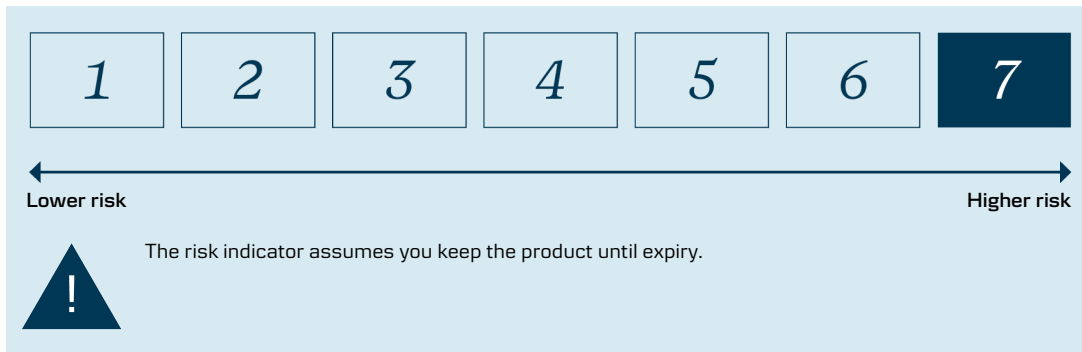 1 2 3 4 5 6 7
Lower risk Higher risk
The risk indicator assumes you keep the product until expiry.
!